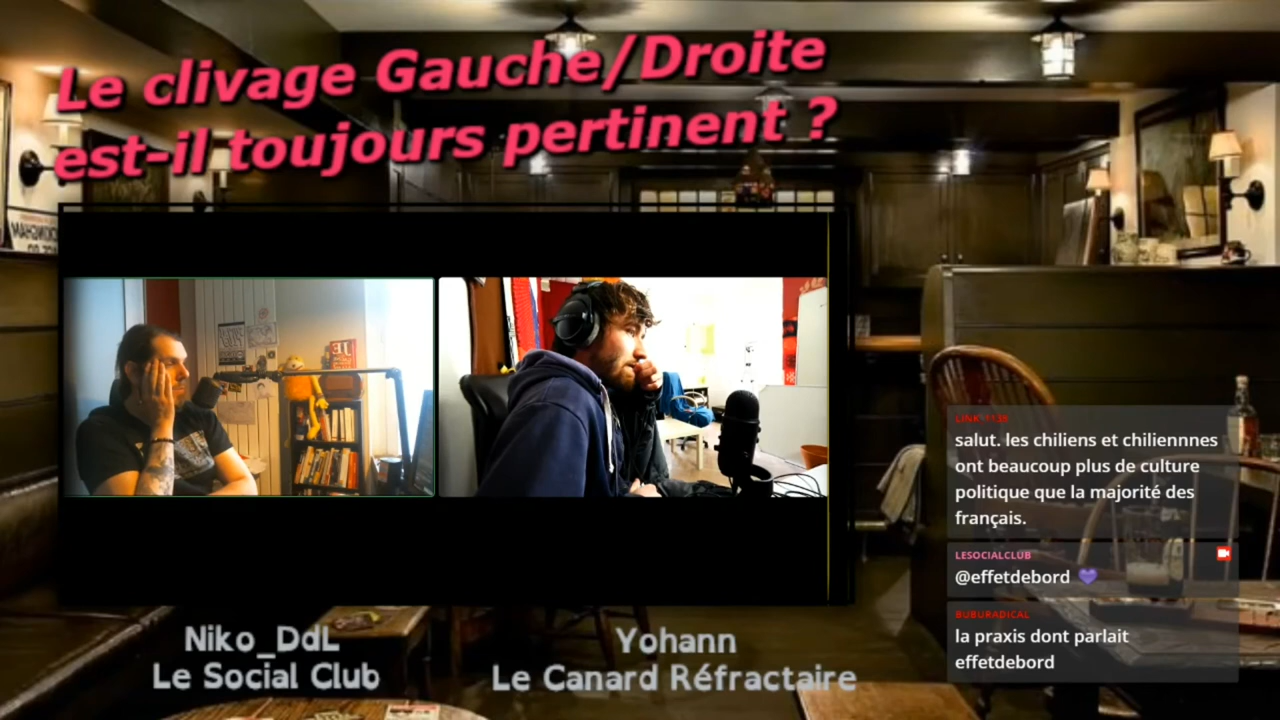 Le clivage Gauche/Droite
est-il toujours pertinent ?
JE
Niko_DdL
Le Social Club
Yohann
Le Canard Réfractaire
salut. les chiliens et chiliennnes
ont beaucoup plus de culture
politique que la majorité des
français.
LESOCIALCLUB
@effetdebord 💜
BUBURADICAL
la praxis dont parlait
effetdebord